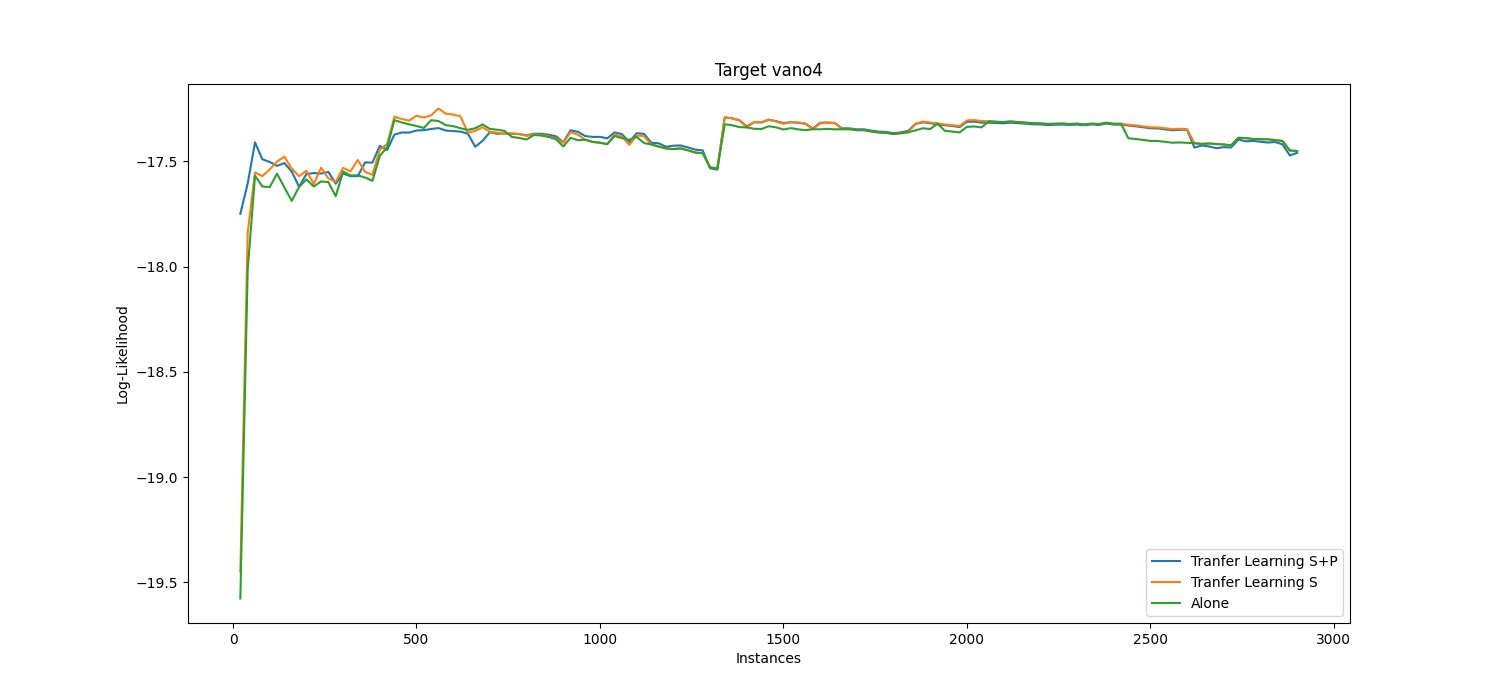 Target vano4
Log-Likelihood
−17.5
−18.0
−18.5
−19.0
−19.5
0
500
1000
1500
2000
2500
3000
Instances
Tranfer Learning S+P
Tranfer Learning S
Alone